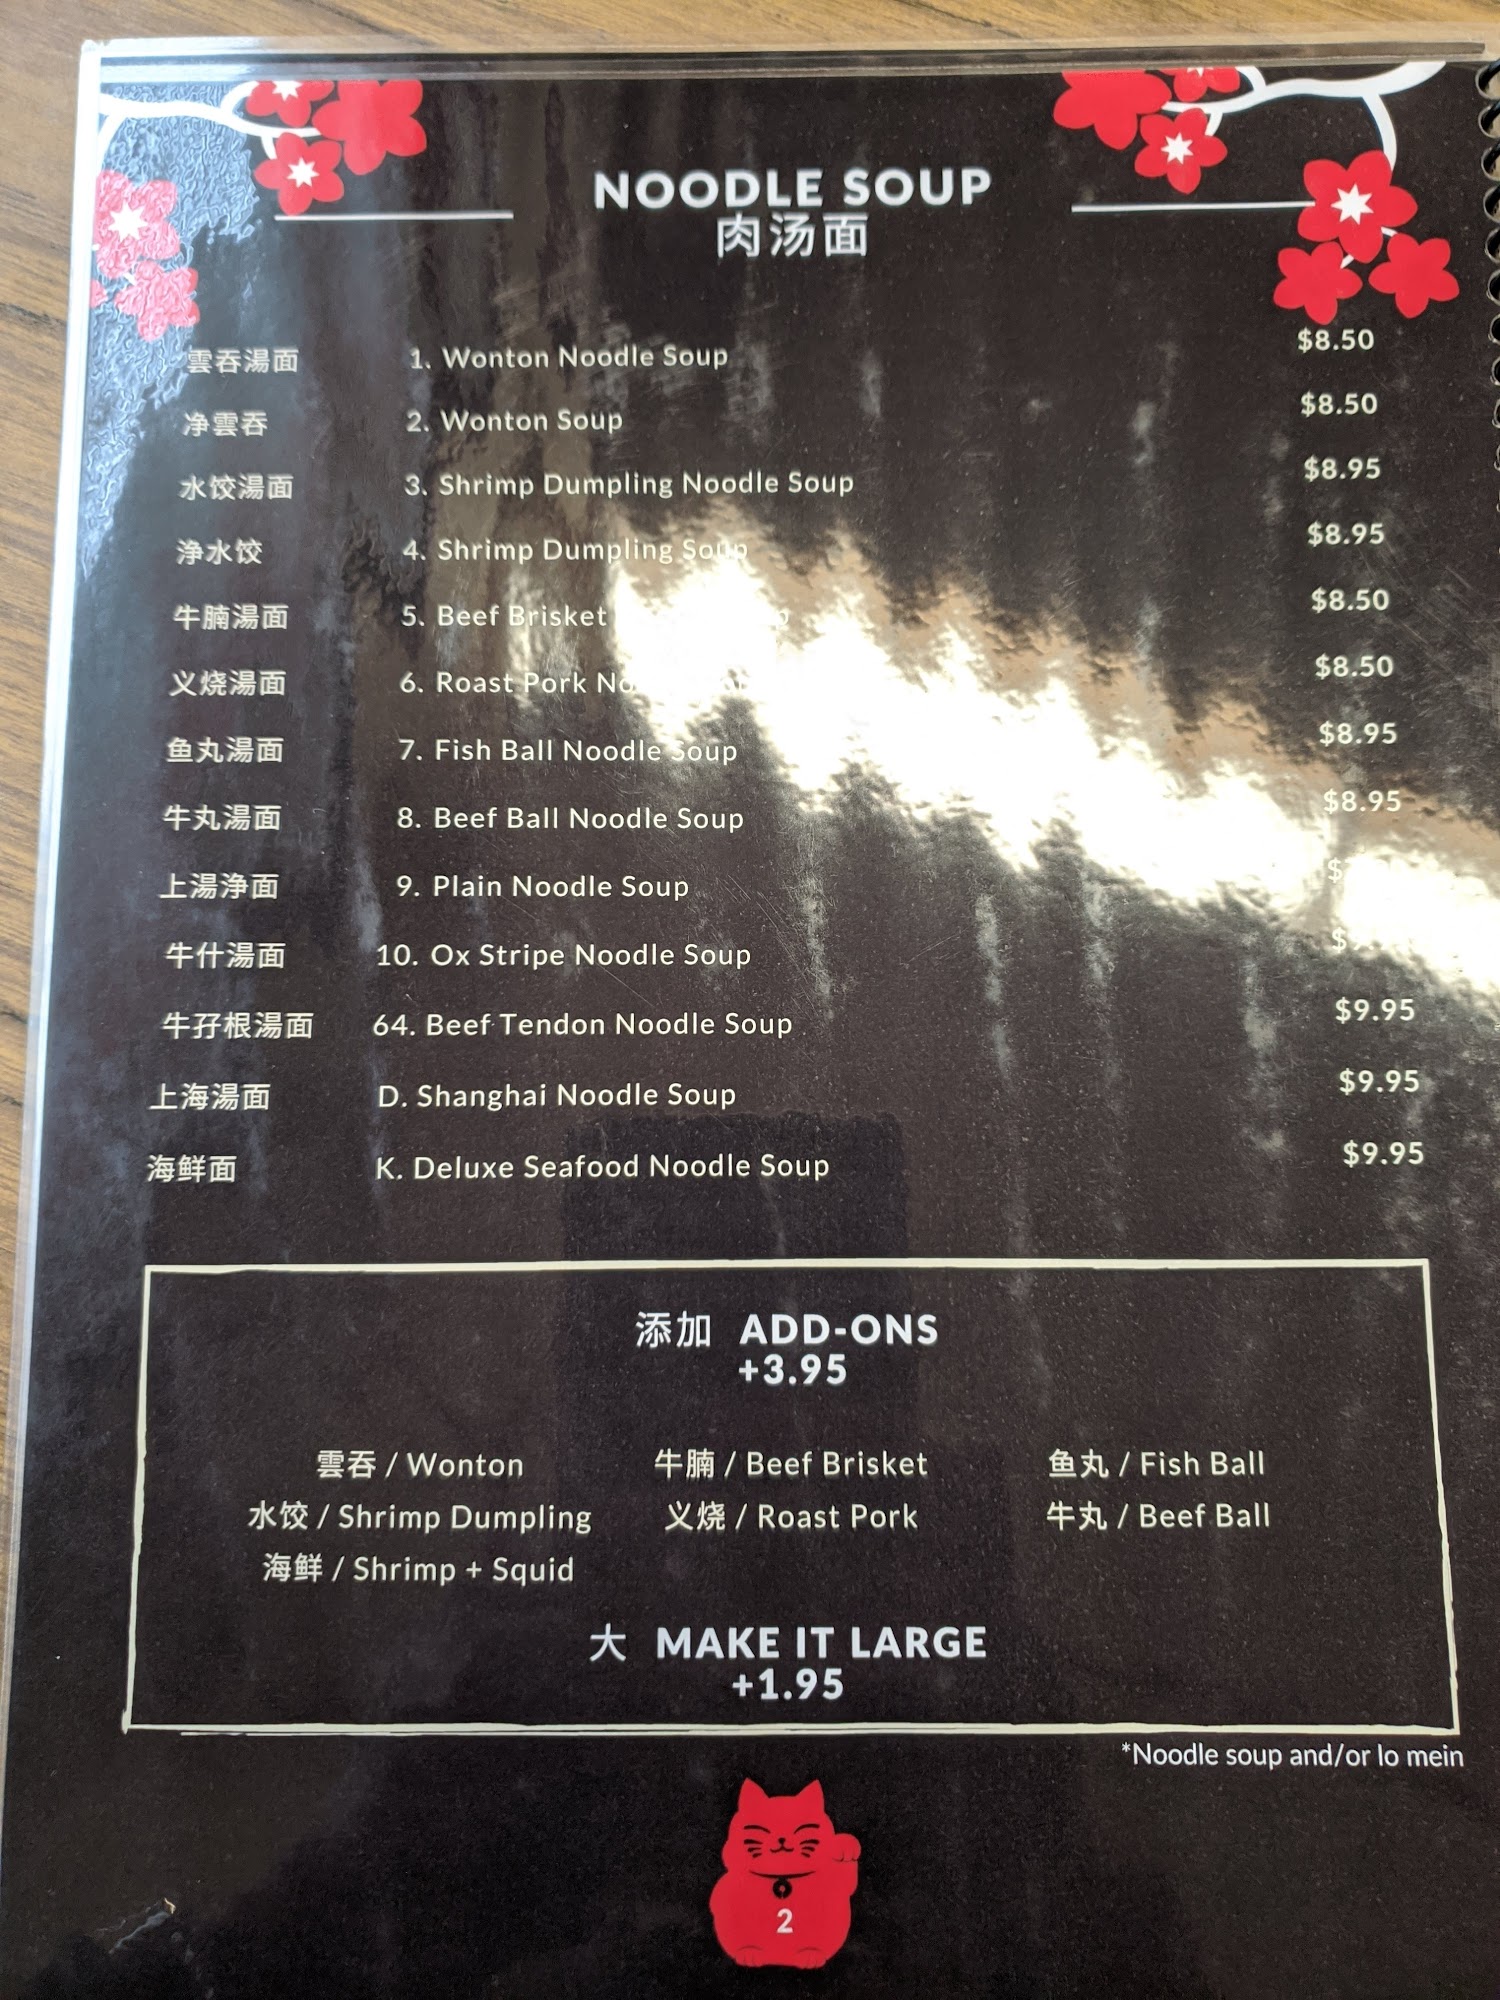 NOODLE SOUP
肉汤面
雲吞湯面 1. Wonton Noodle Soup $8.50
净雲吞 2. Wonton Soup $8.50
水饺湯面 3. Shrimp Dumpling Noodle Soup $8.95
浄水饺 4. Shrimp Dumpling Soup $8.95
牛腩湯面 5. Beef Brisket $8.50
义烧湯面 6. Roast Pork $8.50
鱼丸湯面 7. Fish Ball Noodle Soup $8.95
牛丸湯面 8. Beef Ball Noodle Soup $8.95
上湯浄面 9. Plain Noodle Soup
牛什湯面 10. Ox Stripe Noodle Soup
牛孖根湯面 64. Beef Tendon Noodle Soup $9.95
上海湯面 D. Shanghai Noodle Soup $9.95
海鲜面 K. Deluxe Seafood Noodle Soup $9.95
添加 ADD-ONS
+3.95
雲吞 / Wonton 牛腩 / Beef Brisket 鱼丸 / Fish Ball
水饺 / Shrimp Dumpling 义烧 / Roast Pork 牛丸 / Beef Ball
海鲜 / Shrimp + Squid
大 MAKE IT LARGE
+1.95
*Noodle soup and/or lo mein
2